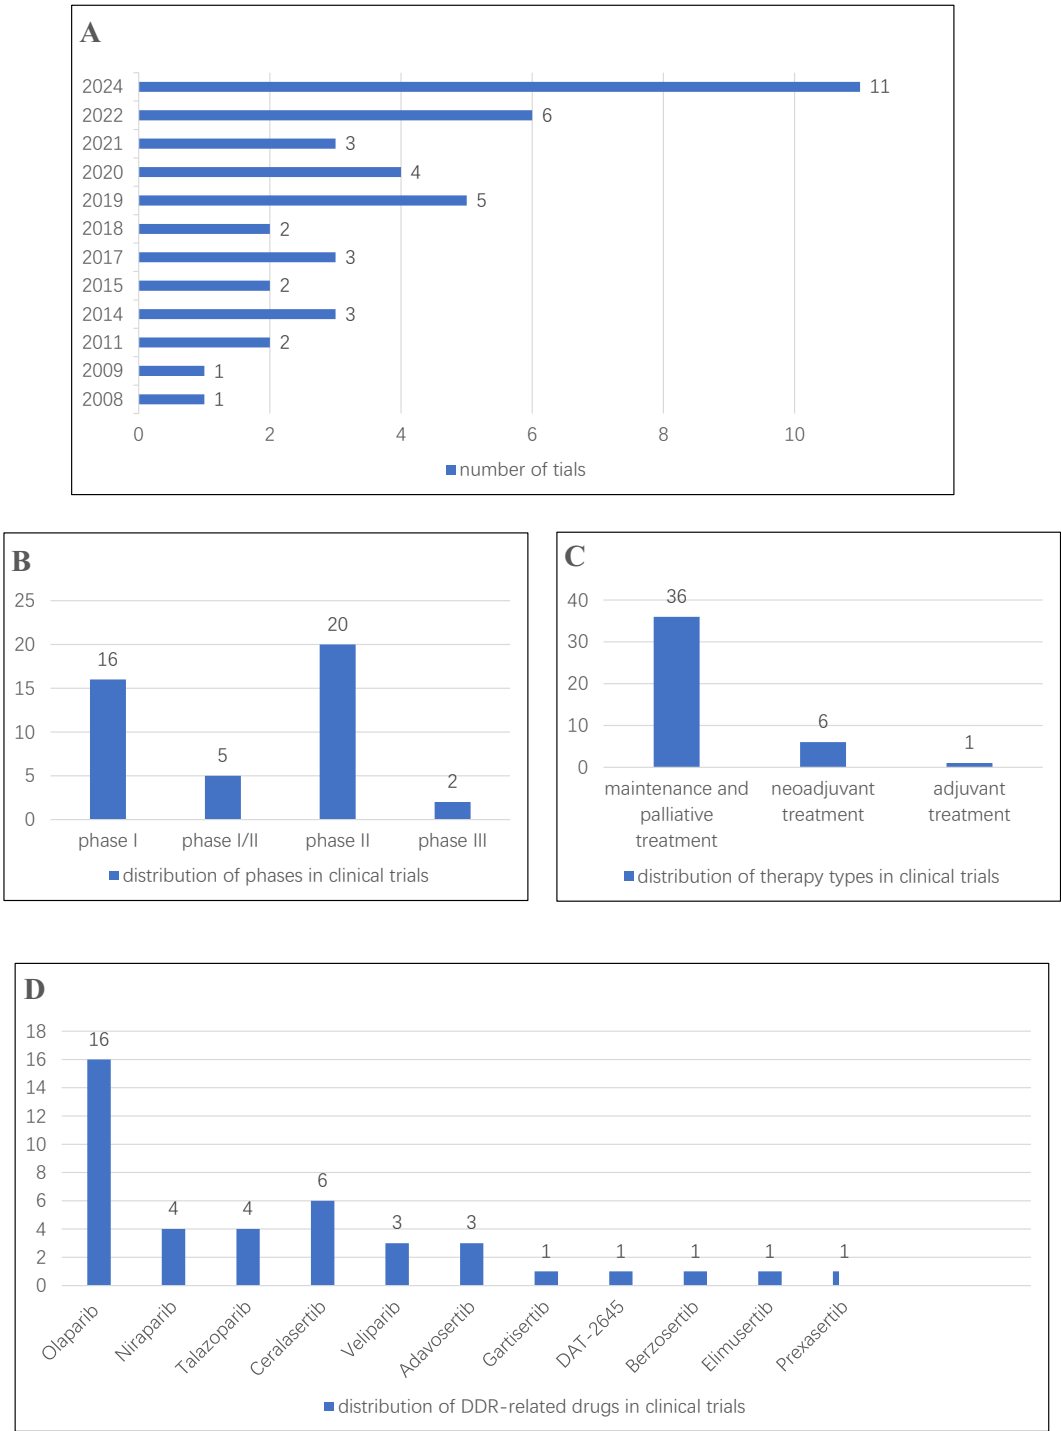 A
2024 11
2022 6
2021 3
2020 4
2019 5
2018 2
2017 3
2015 2
2014 3
2011 2
2009 1
2008 1
0 2 4 6 8 10
number of tials
B
25
20
15
10
5
0
16 5 20 2
phase I phase I/II phase II phase III
distribution of phases in clinical trials
C
40
30
20
10
0
36 6 1
maintenance and neoadjuvant adjuvant
palliative treatment treatment
treatment
distribution of therapy types in clinical trials
D
18
16
14
12
10
8
6
4
2
0
16 4 4 6 3 3 1 1 1 1 1
Olaparib Niraparib Talazoparib Ceralasertib Veliparib Adavosertib Gartisertib DAT-2645 Berzosertib Elimusertib Prexasertib
distribution of DDR-related drugs in clinical trials